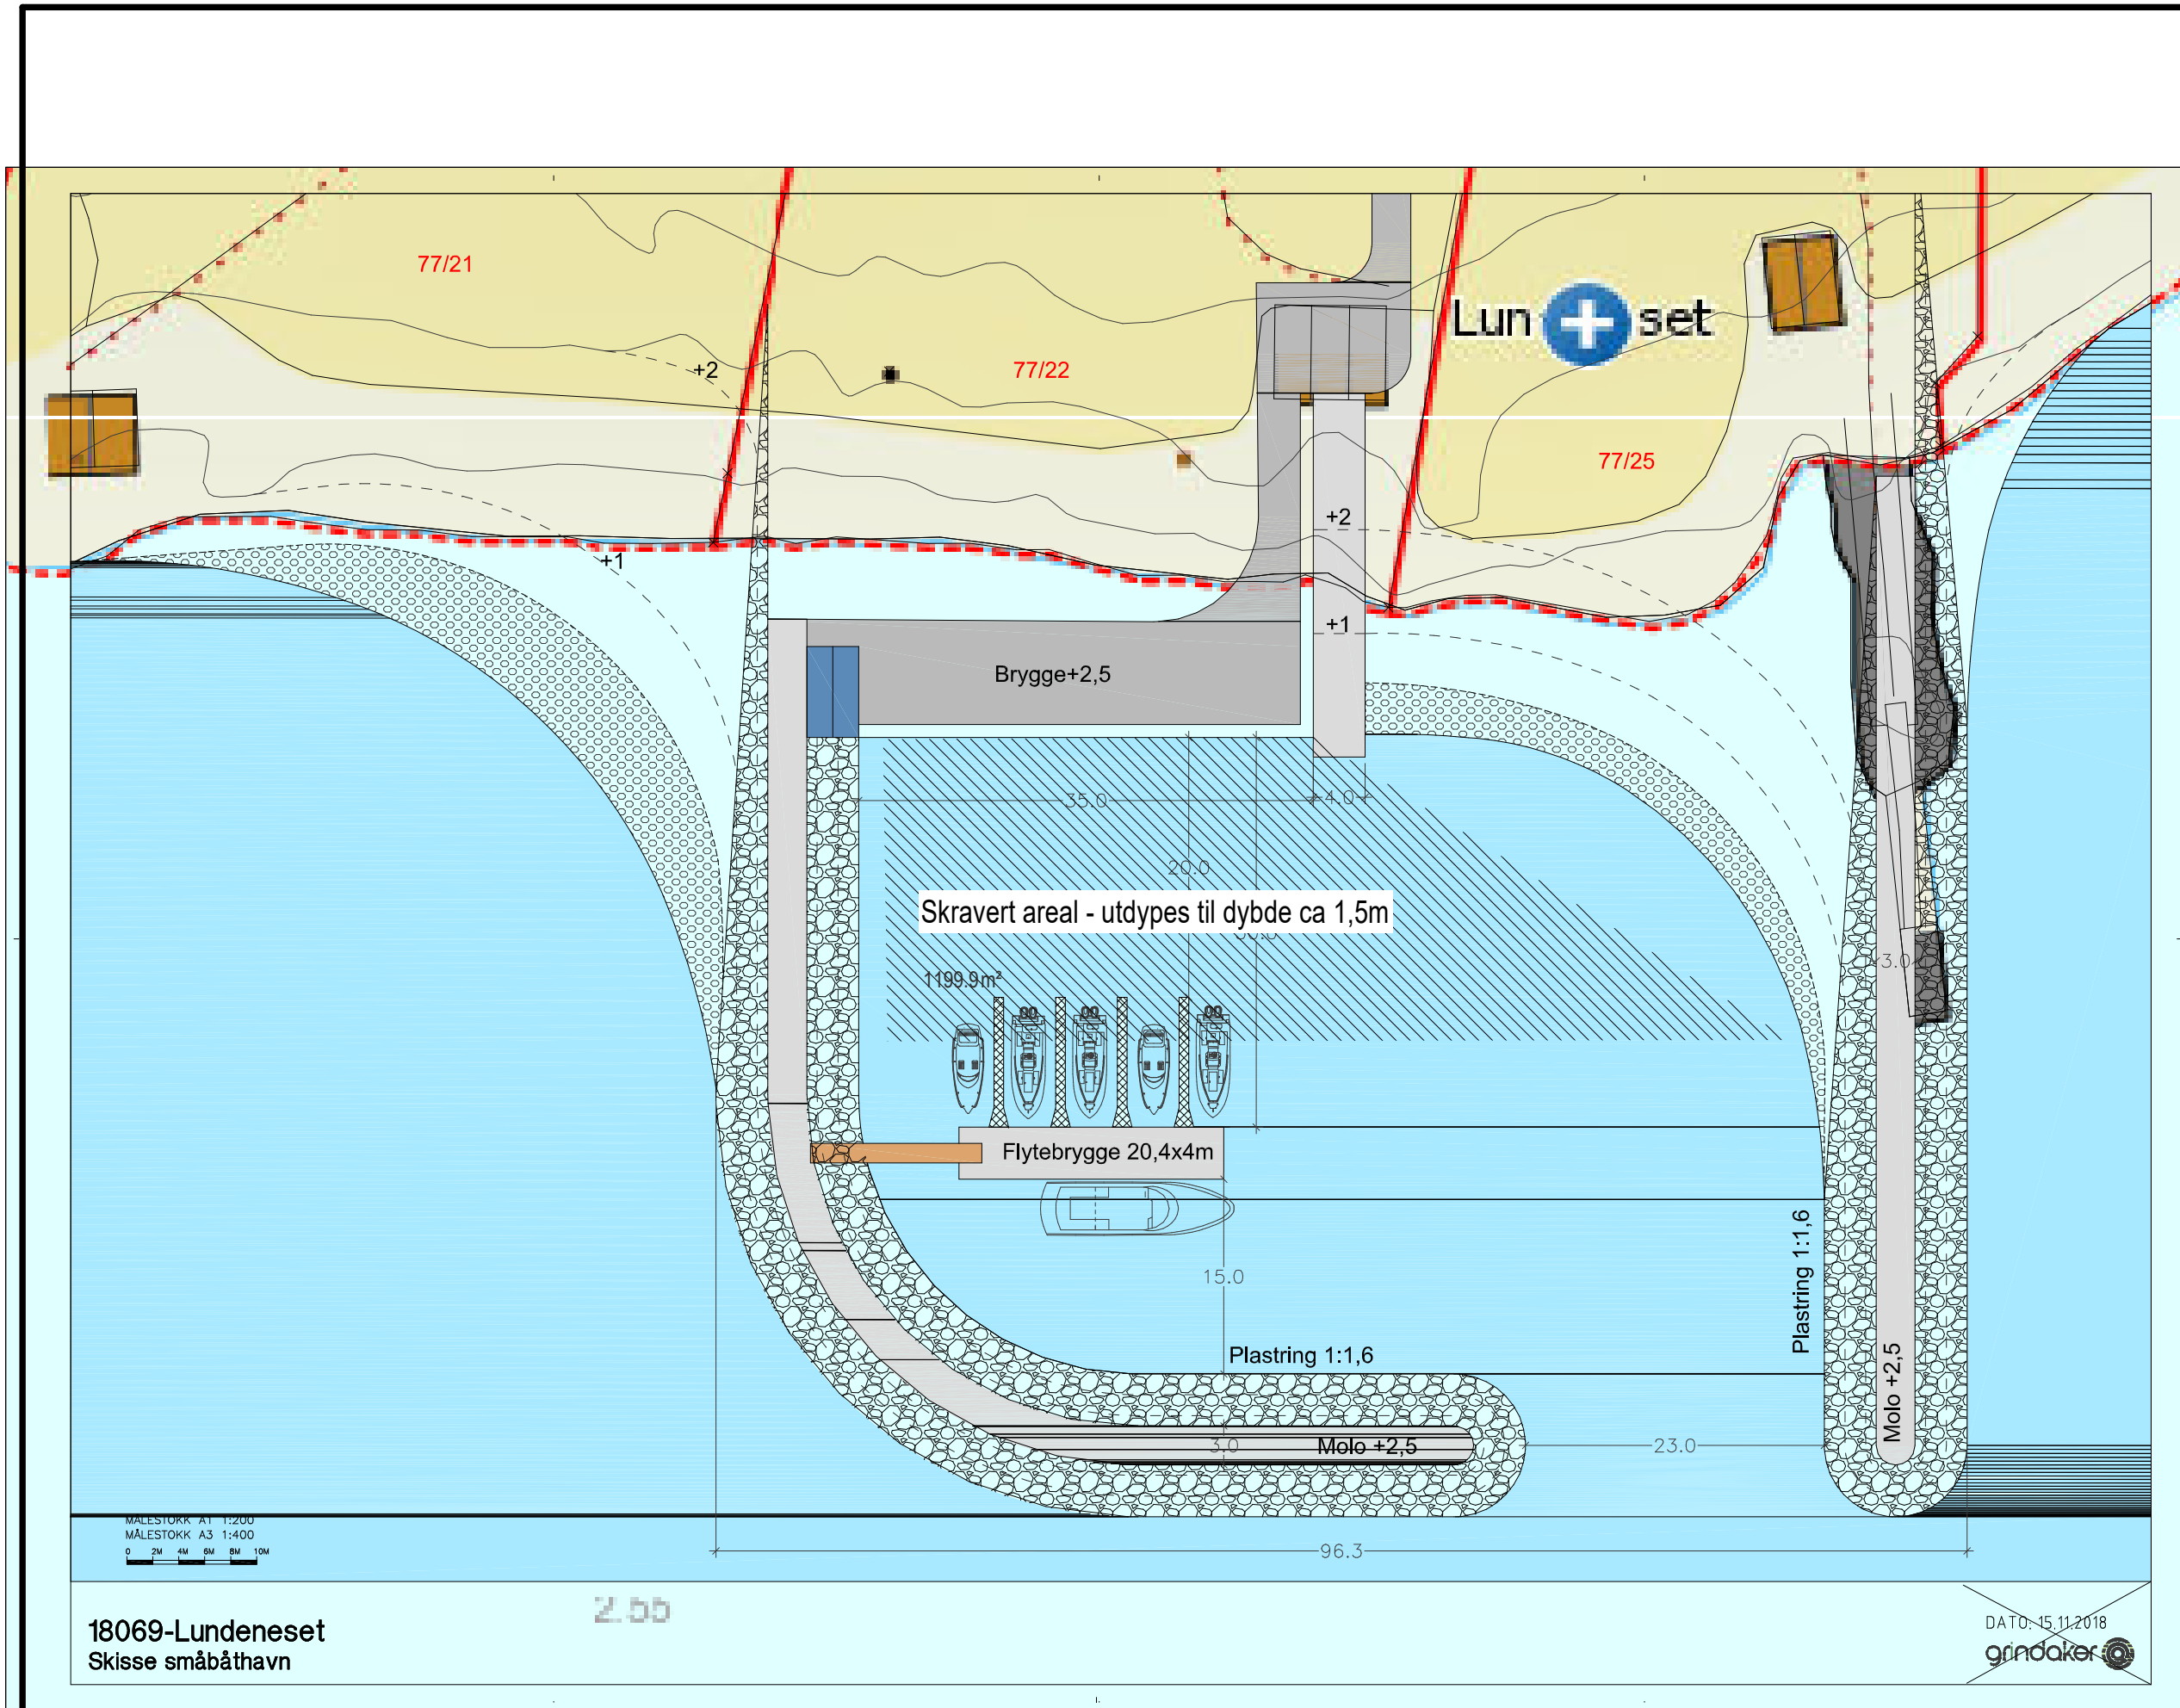 77/21
+2
77/22
Lun set
77/25
+2
+1
+1
Brygge+2,5
35.0
4.0
20.0
Skravert areal - utdypes til dybde ca 1,5m
3.0
1199.9m²
Flytebrygge 20,4x4m
15.0
Plastring 1:1,6
Plastring 1:1,6
Molo +2,5
3.0
Molo +2,5
23.0
MÅLESTOKK A1 1:200
MÅLESTOKK A3 1:400
0 2M 4M 6M 8M 10M
96.3
2.55
18069-Lundeneset
Skisse småbåthavn
DATO: 15.11.2018
grindaker